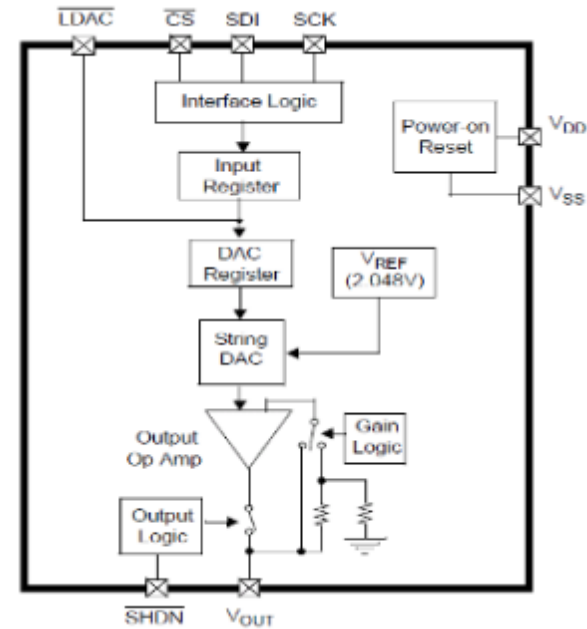 LDAC CS SDI SCK
Interface Logic
Power-on
Reset
VDD
Input
Register
VSS
DAC
Register
VREF
(2.048V)
String
DAC
Output
Op Amp
Gain
Logic
Output
Logic
SHDN VOUT